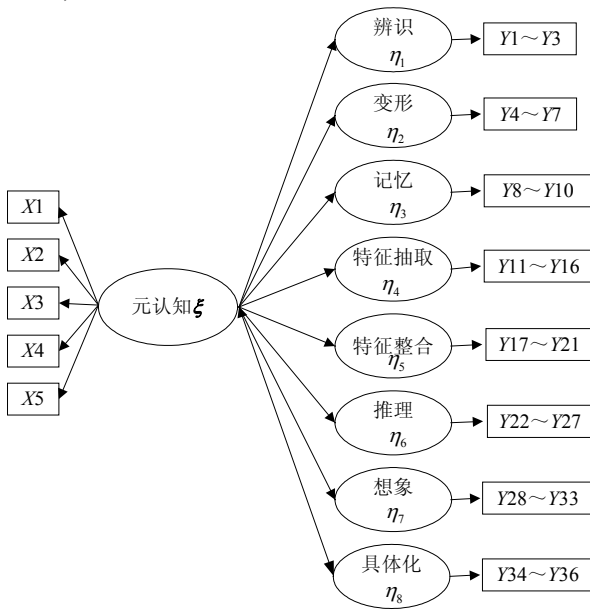 辨识
η₁
Y1～Y3
变形
η₂
Y4～Y7
记忆
η₃
Y8～Y10
特征抽取
η₄
Y11～Y16
特征整合
η₅
Y17～Y21
推理
η₆
Y22～Y27
想象
η₇
Y28～Y33
具体化
η₈
Y34～Y36
元认知ξ
X1
X2
X3
X4
X5